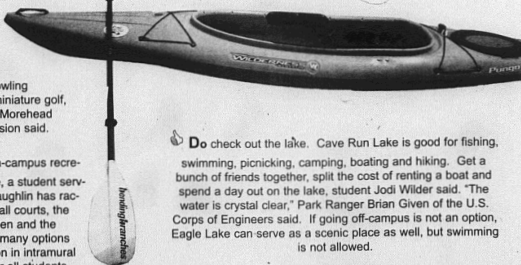 WILDERNESS
Pungo
owling
miniature golf,
Morehead
sion said.
-campus recre-
, a student serv-
aughlin has rac-
all courts, the
en and the
many options
n in intramural
all students
bendingbranches
Do check out the lake. Cave Run Lake is good for fishing,
swimming, picnicking, camping, boating and hiking. Get a
bunch of friends together, split the cost of renting a boat and
spend a day out on the lake, student Jodi Wilder said. “The
water is crystal clear,” Park Ranger Brian Given of the U.S.
Corps of Engineers said. If going off-campus is not an option,
Eagle Lake can serve as a scenic place as well, but swimming
is not allowed.